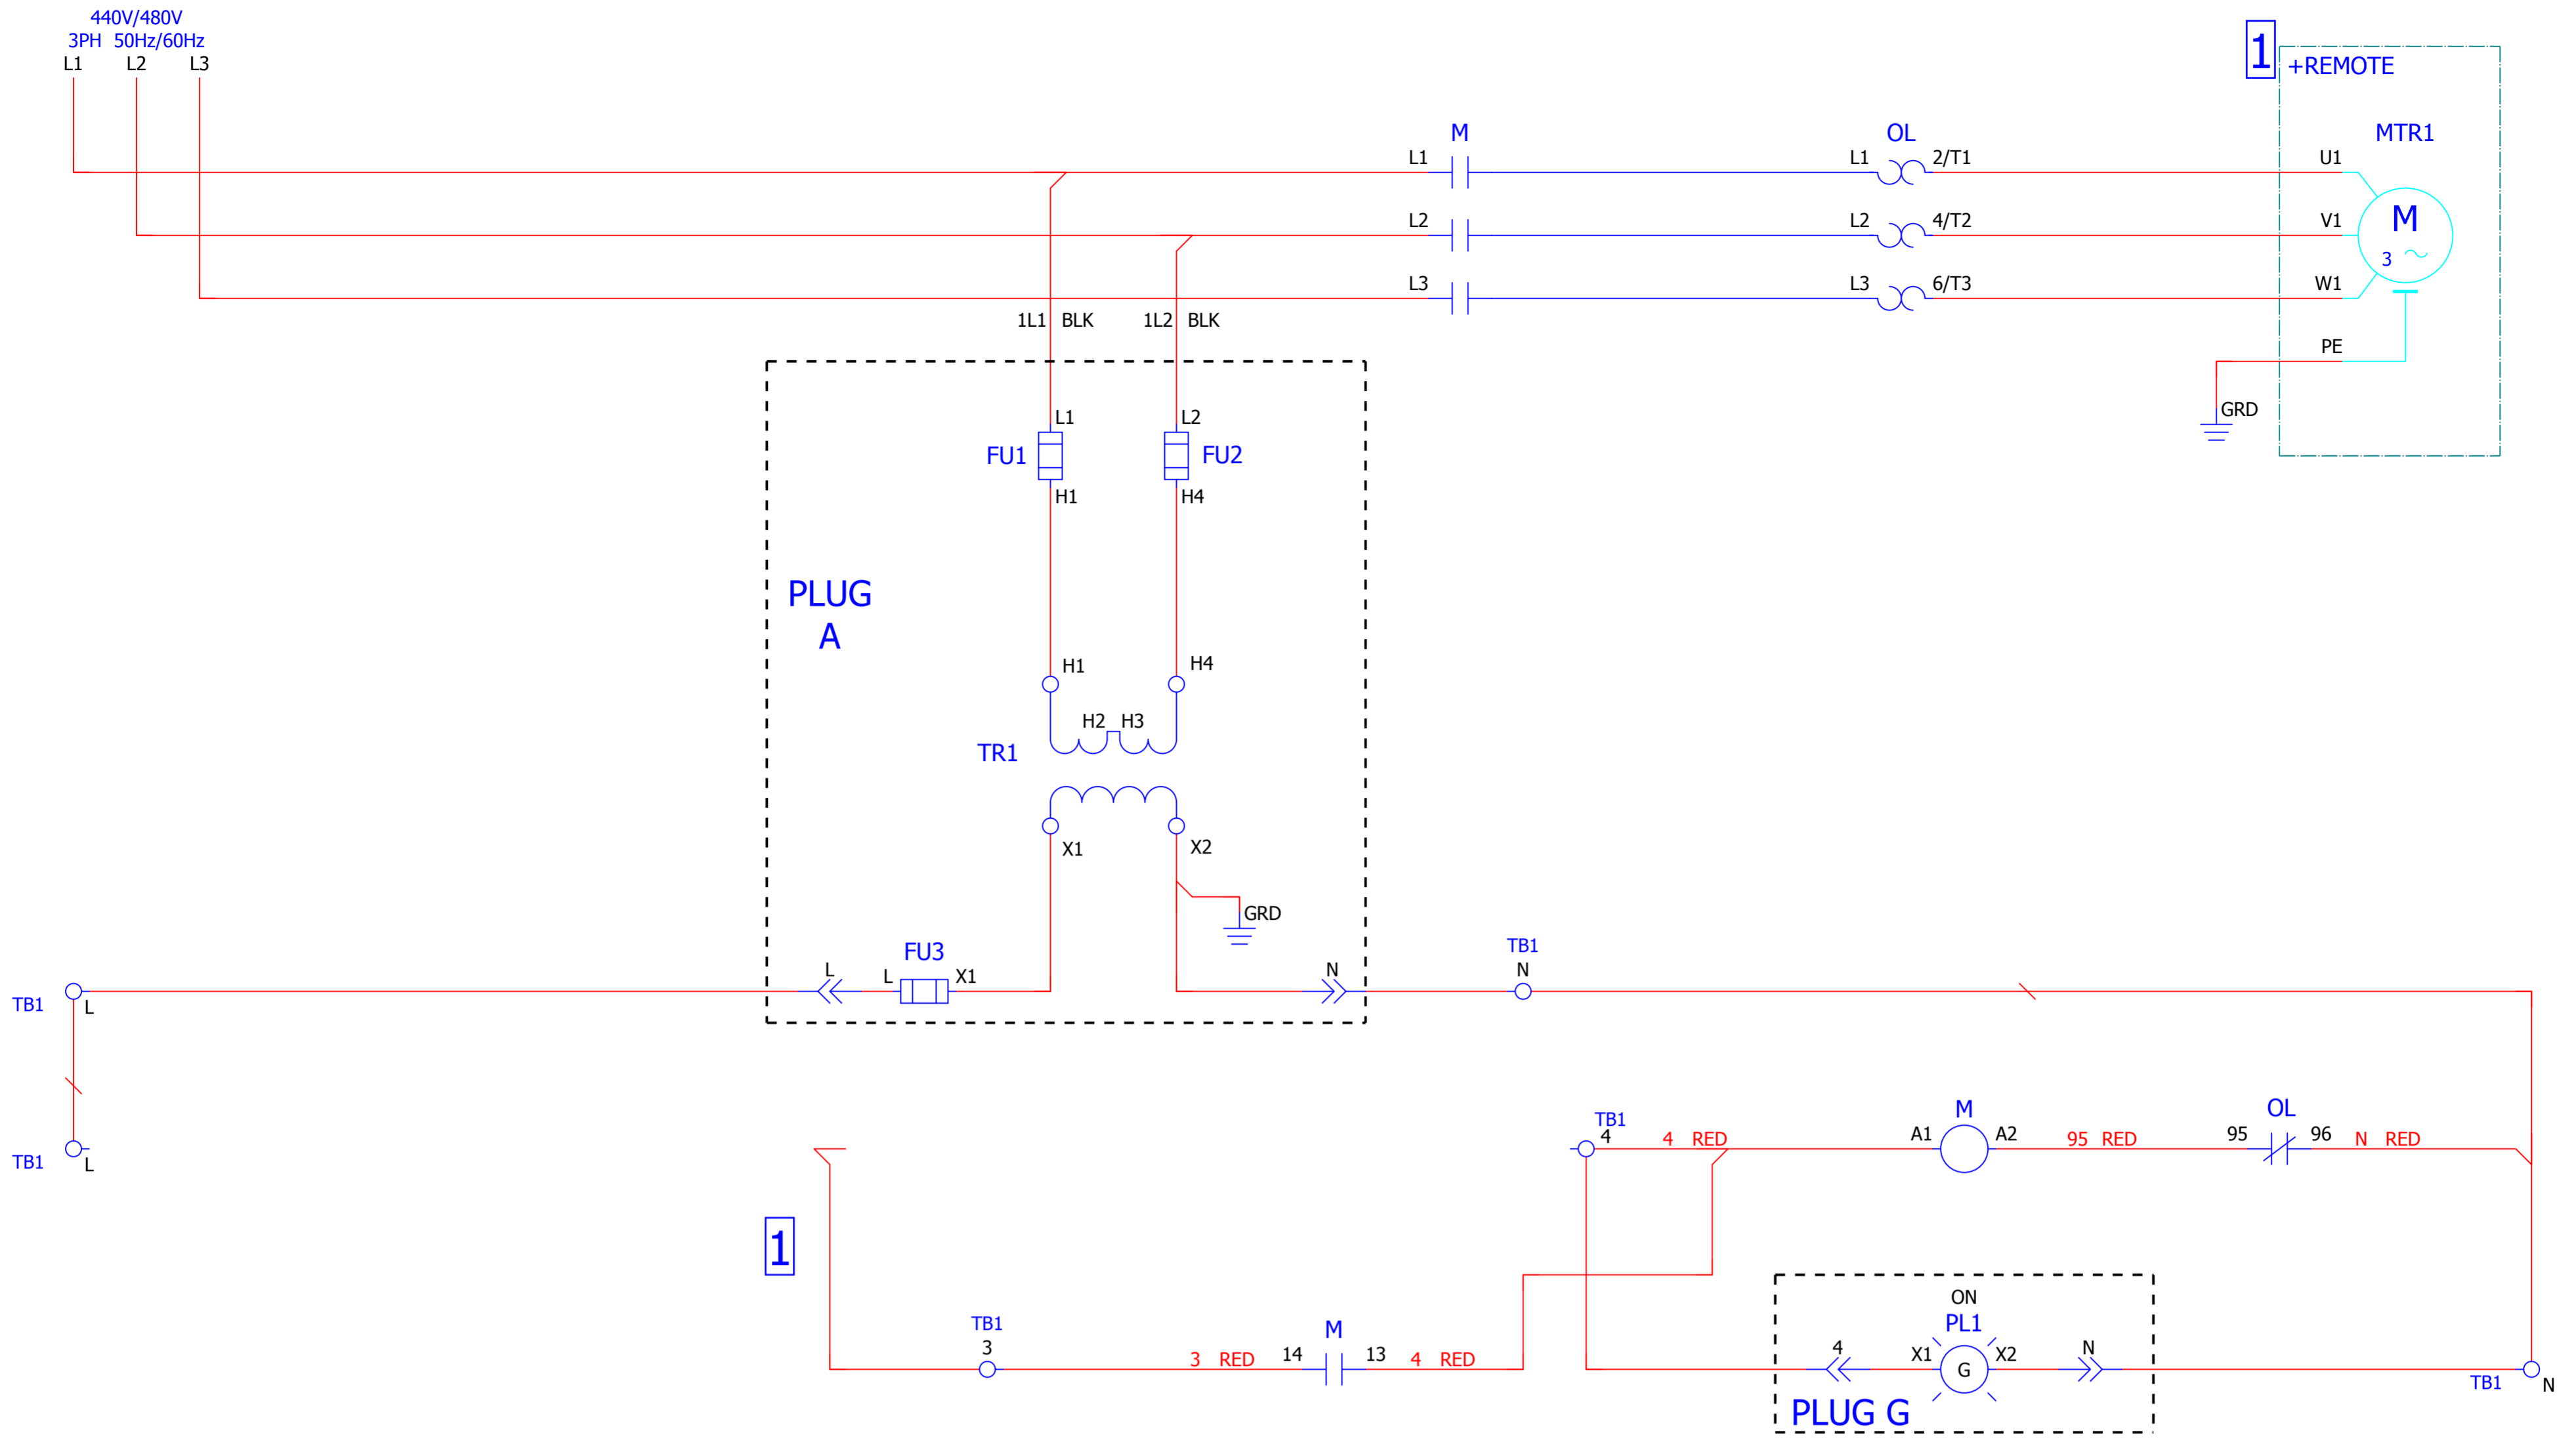 440V/480V
3PH 50Hz/60Hz
L1 L2 L3
1
+REMOTE
M OL MTR1
L1 L1 2/T1 U1
L2 L2 4/T2 V1
M
3
L3 L3 6/T3 W1
1L1 BLK 1L2 BLK
PE
GRD
L1 L2
FU1 FU2
H1 H4
PLUG
A
H1 H4
H2 H3
TR1
X1 X2
GRD
FU3
L L X1 N
TB1
N
TB1 L
TB1 L
TB1
4 4 RED
M
A1 A2 95 RED
OL
95 96 N RED
1
TB1
3
3 RED
M
14 13 4 RED
ON
PL1
4 X1 G X2 N
PLUG G
TB1 N